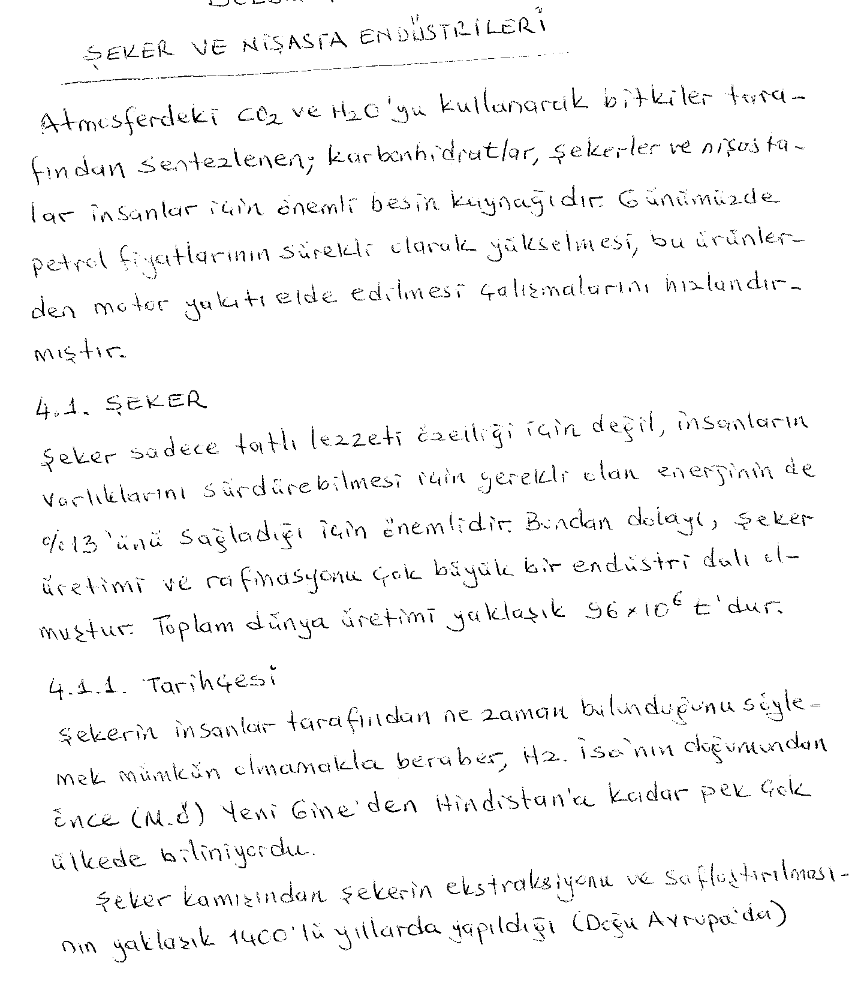 ŞEKER VE NİŞASTA ENDÜSTRİLERİ
Atmosferdeki CO₂ ve H₂O'yu kullanarak bitkiler tara-
fından sentezlenen; karbonhidratlar, şekerler ve nişasta-
lar insanlar için önemli besin kaynağıdır. Günümüzde
petrol fiyatlarının sürekli olarak yükselmesi, bu ürünler-
den motor yakıtı elde edilmesi çalışmalarını hızlandır-
mıştır.
4.1. ŞEKER
Şeker sadece tatlı lezzeti özelliği için değil, insanların
varlıklarını sürdürebilmesi için gerekli olan enerjinin de
%13'ünü sağladığı için önemlidir. Bundan dolayı, şeker
üretimi ve rafinasyonu çok büyük bir endüstri dalı ol-
muştur. Toplam dünya üretimi yaklaşık 96x10⁶ t'dur.
4.1.1. Tarihçesi
Şekerin insanlar tarafından ne zaman bulunduğunu söyle-
mek mümkün olmamakla beraber, Hz. İsa'nın doğumundan
önce (M.Ö) Yeni Gine'den Hindistan'a kadar pek çok
ülkede biliniyordu.
Şeker kamışından şekerin ekstraksiyonu ve saflaştırılması-
nın yaklaşık 1400'lü yıllarda yapıldığı (Doğu Avrupa'da)